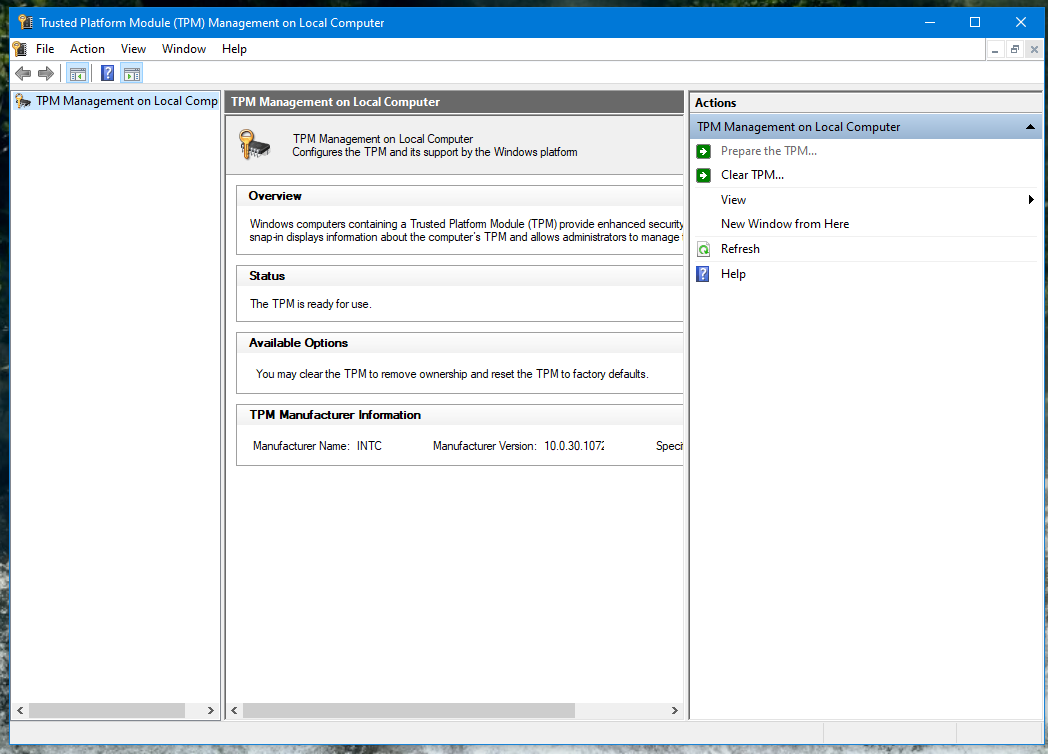 Trusted Platform Module (TPM) Management on Local Computer
File Action View Window Help
TPM Management on Local Comp
TPM Management on Local Computer
TPM Management on Local Computer
Configures the TPM and its support by the Windows platform
Overview
Windows computers containing a Trusted Platform Module (TPM) provide enhanced security
snap-in displays information about the computer's TPM and allows administrators to manage
Status
The TPM is ready for use.
Available Options
You may clear the TPM to remove ownership and reset the TPM to factory defaults.
TPM Manufacturer Information
Manufacturer Name: INTC Manufacturer Version: 10.0.30.1072 Specif
Actions
TPM Management on Local Computer
Prepare the TPM...
Clear TPM...
View
New Window from Here
Refresh
Help